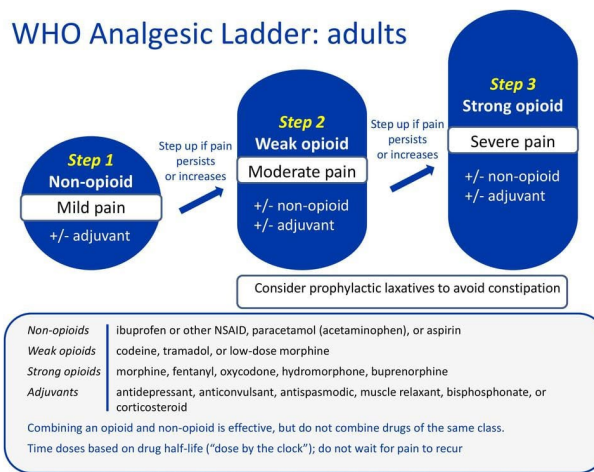 WHO Analgesic Ladder: adults
Step 1
Non-opioid
Mild pain
+/- adjuvant
Step up if pain
persists
or increases
Step 2
Weak opioid
Moderate pain
+/- non-opioid
+/- adjuvant
Step up if pain
persists
or increases
Step 3
Strong opioid
Severe pain
+/- non-opioid
+/- adjuvant
Consider prophylactic laxatives to avoid constipation
Non-opioids ibuprofen or other NSAID, paracetamol (acetaminophen), or aspirin
Weak opioids codeine, tramadol, or low-dose morphine
Strong opioids morphine, fentanyl, oxycodone, hydromorphone, buprenorphine
Adjuvants antidepressant, anticonvulsant, antispasmodic, muscle relaxant, bisphosphonate, or
corticosteroid
Combining an opioid and non-opioid is effective, but do not combine drugs of the same class.
Time doses based on drug half-life (“dose by the clock”); do not wait for pain to recur